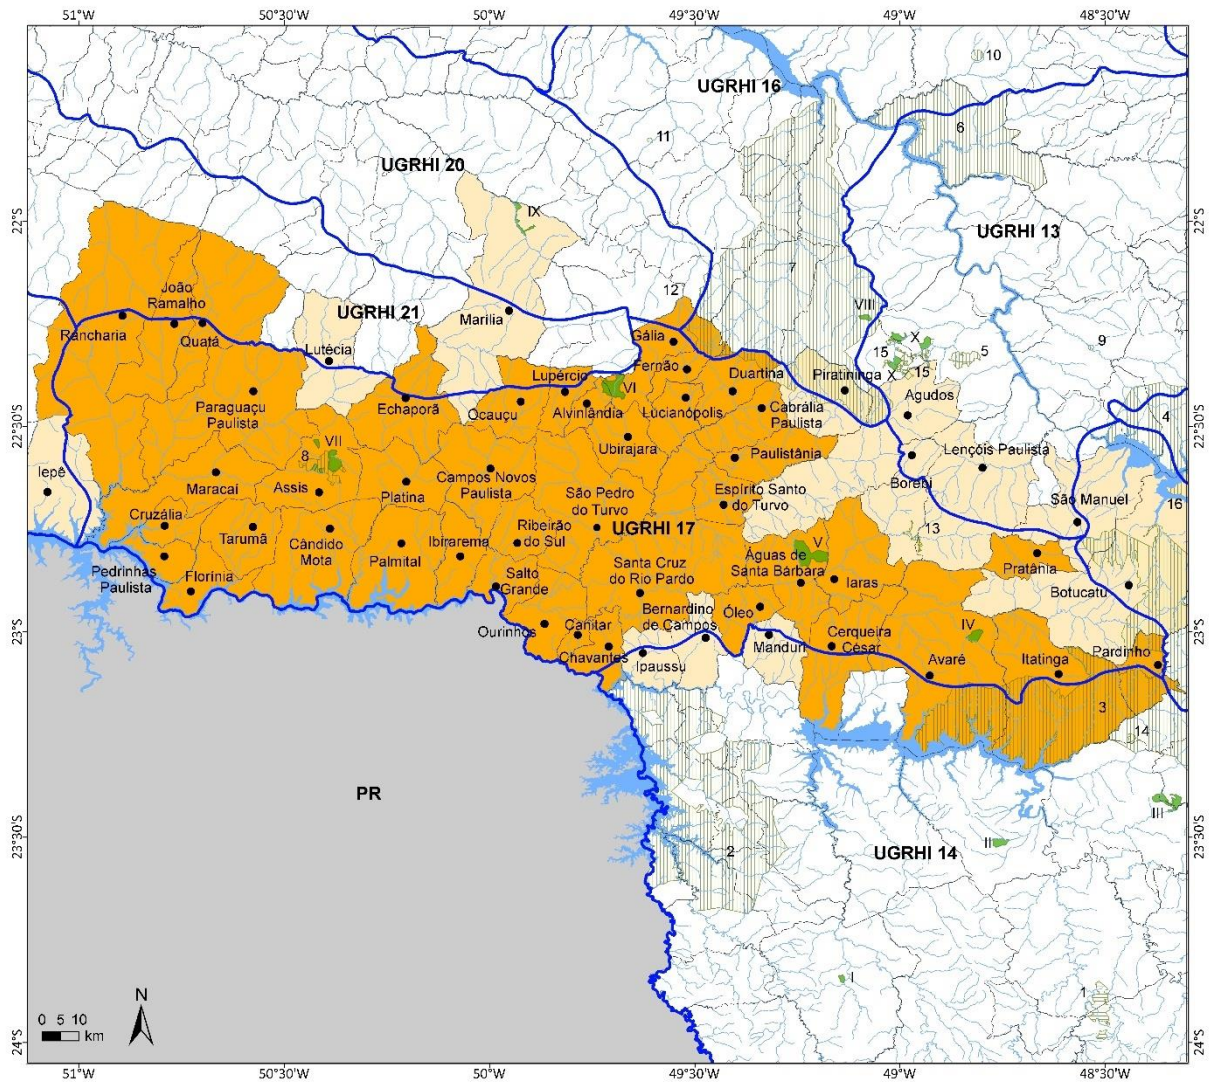 51°W
50°30'W
50°W
49°30'W
49°W
48°30'W
10
UGRHI 16
6
11
UGRHI 20
IX
22°S
22°S
UGRHI 13
7
João
Ramalho
12
UGRHI 21
Marília
VIII
Rancharia
Quatá
Gália
X
9
Lutécia
15
5
15
Fernão
Duartina
X
Lupércio
VI
Piratininga
Agudos
Paraguaçu
Paulista
Echaporã
Ocauçu
Alvinlândia
Lucianópolis
Cabrália
Paulista
4
22°30'S
22°30'S
VII
8
Ubirajara
Paulistânia
Lençóis Paulista
Iepê
Maracaí
Assis
Platina
Campos Novos
Paulista
Borebi
Espírito Santo
do Turvo
São Manuel
16
São Pedro
do Turvo
Cruzália
Tarumã
Cândido
Mota
Palmital
Ibirarema
Ribeirão
do Sul
UGRHI 17
13
V
Águas de
Santa Bárbara
Pratânia
Pedrinhas
Paulista
Florínia
Salto
Grande
Santa Cruz
do Rio Pardo
Iaras
Botucatu
Bernardino
de Campos
Óleo
Ourinhos
Canitar
IV
23°S
23°S
Chavantes
Ipaussu
Manduri
Cerqueira
César
Avaré
Itatinga
Pardinho
3
14
PR
III
23°30'S
23°30'S
II
2
UGRHI 14
I
1
N
0 5 10
km
24°S
24°S
51°W
50°30'W
50°W
49°30'W
49°W
48°30'W